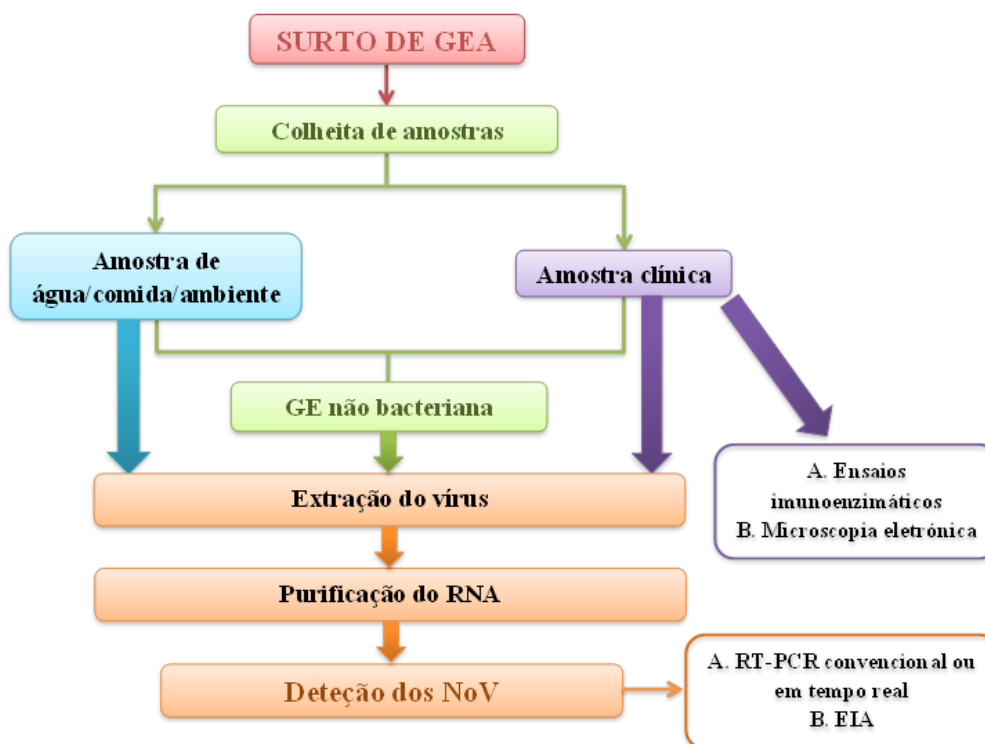 SURTO DE GEA
Colheita de amostras
Amostra de
água/comida/ambiente
Amostra clínica
GE não bacteriana
Extração do vírus
A. Ensaios
imunoenzimáticos
B. Microscopia eletrónica
Purificação do RNA
Deteção dos NoV
A. RT-PCR convencional ou
em tempo real
B. EIA